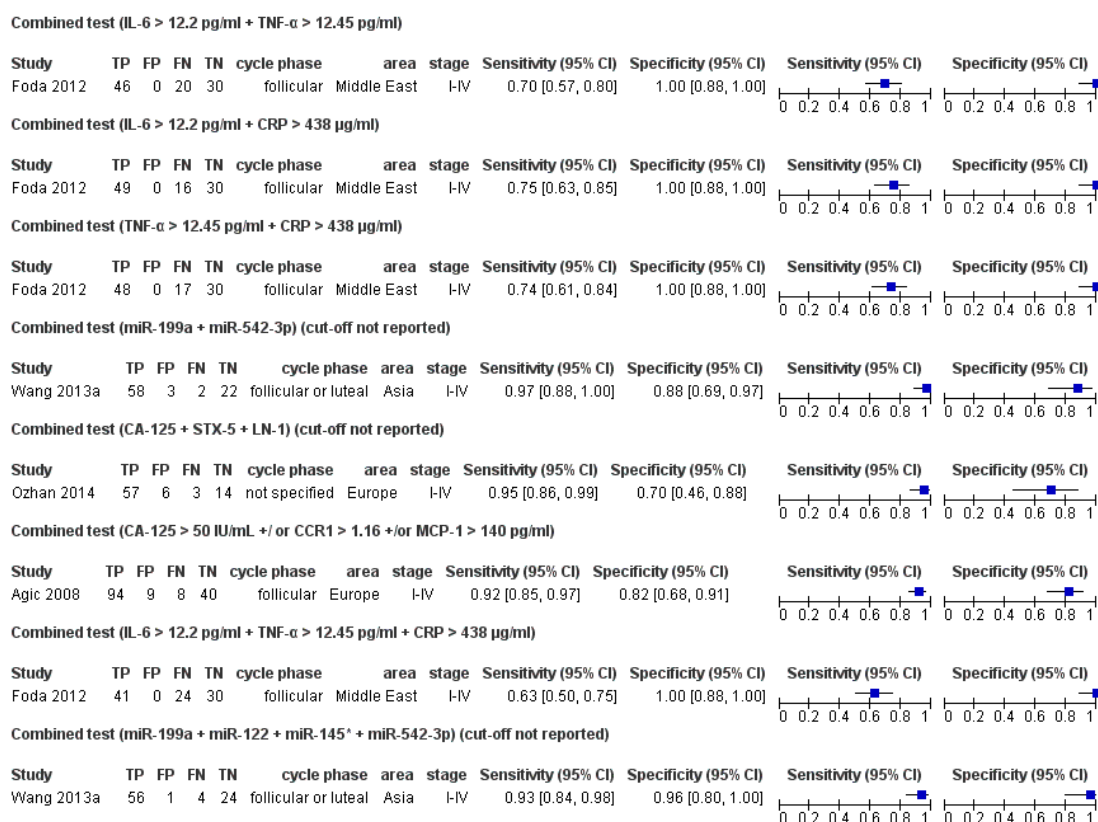 Combined test (IL-6 > 12.2 pg/ml + TNF-α > 12.45 pg/ml)
Study TP FP FN TN cycle phase area stage Sensitivity (95% CI) Specificity (95% CI) Sensitivity (95% CI) Specificity (95% CI)
Foda 2012 46 0 20 30 follicular Middle East I-IV 0.70 [0.57, 0.80] 1.00 [0.88, 1.00]
0 0.2 0.4 0.6 0.8 1 0 0.2 0.4 0.6 0.8 1
Combined test (IL-6 > 12.2 pg/ml + CRP > 438 µg/ml)
Study TP FP FN TN cycle phase area stage Sensitivity (95% CI) Specificity (95% CI) Sensitivity (95% CI) Specificity (95% CI)
Foda 2012 49 0 16 30 follicular Middle East I-IV 0.75 [0.63, 0.85] 1.00 [0.88, 1.00]
0 0.2 0.4 0.6 0.8 1 0 0.2 0.4 0.6 0.8 1
Combined test (TNF-α > 12.45 pg/ml + CRP > 438 µg/ml)
Study TP FP FN TN cycle phase area stage Sensitivity (95% CI) Specificity (95% CI) Sensitivity (95% CI) Specificity (95% CI)
Foda 2012 48 0 17 30 follicular Middle East I-IV 0.74 [0.61, 0.84] 1.00 [0.88, 1.00]
0 0.2 0.4 0.6 0.8 1 0 0.2 0.4 0.6 0.8 1
Combined test (miR-199a + miR-542-3p) (cut-off not reported)
Study TP FP FN TN cycle phase area stage Sensitivity (95% CI) Specificity (95% CI) Sensitivity (95% CI) Specificity (95% CI)
Wang 2013a 58 3 2 22 follicular or luteal Asia I-IV 0.97 [0.88, 1.00] 0.88 [0.69, 0.97]
0 0.2 0.4 0.6 0.8 1 0 0.2 0.4 0.6 0.8 1
Combined test (CA-125 + STX-5 + LN-1) (cut-off not reported)
Study TP FP FN TN cycle phase area stage Sensitivity (95% CI) Specificity (95% CI) Sensitivity (95% CI) Specificity (95% CI)
Ozhan 2014 57 6 3 14 not specified Europe I-IV 0.95 [0.86, 0.99] 0.70 [0.46, 0.88]
0 0.2 0.4 0.6 0.8 1 0 0.2 0.4 0.6 0.8 1
Combined test (CA-125 > 50 IU/mL +/ or CCR1 > 1.16 +/or MCP-1 > 140 pg/ml)
Study TP FP FN TN cycle phase area stage Sensitivity (95% CI) Specificity (95% CI) Sensitivity (95% CI) Specificity (95% CI)
Agic 2008 94 9 8 40 follicular Europe I-IV 0.92 [0.85, 0.97] 0.82 [0.68, 0.91]
0 0.2 0.4 0.6 0.8 1 0 0.2 0.4 0.6 0.8 1
Combined test (IL-6 > 12.2 pg/ml + TNF-α > 12.45 pg/ml + CRP > 438 µg/ml)
Study TP FP FN TN cycle phase area stage Sensitivity (95% CI) Specificity (95% CI) Sensitivity (95% CI) Specificity (95% CI)
Foda 2012 41 0 24 30 follicular Middle East I-IV 0.63 [0.50, 0.75] 1.00 [0.88, 1.00]
0 0.2 0.4 0.6 0.8 1 0 0.2 0.4 0.6 0.8 1
Combined test (miR-199a + miR-122 + miR-145* + miR-542-3p) (cut-off not reported)
Study TP FP FN TN cycle phase area stage Sensitivity (95% CI) Specificity (95% CI) Sensitivity (95% CI) Specificity (95% CI)
Wang 2013a 56 1 4 24 follicular or luteal Asia I-IV 0.93 [0.84, 0.98] 0.96 [0.80, 1.00]
0 0.2 0.4 0.6 0.8 1 0 0.2 0.4 0.6 0.8 1